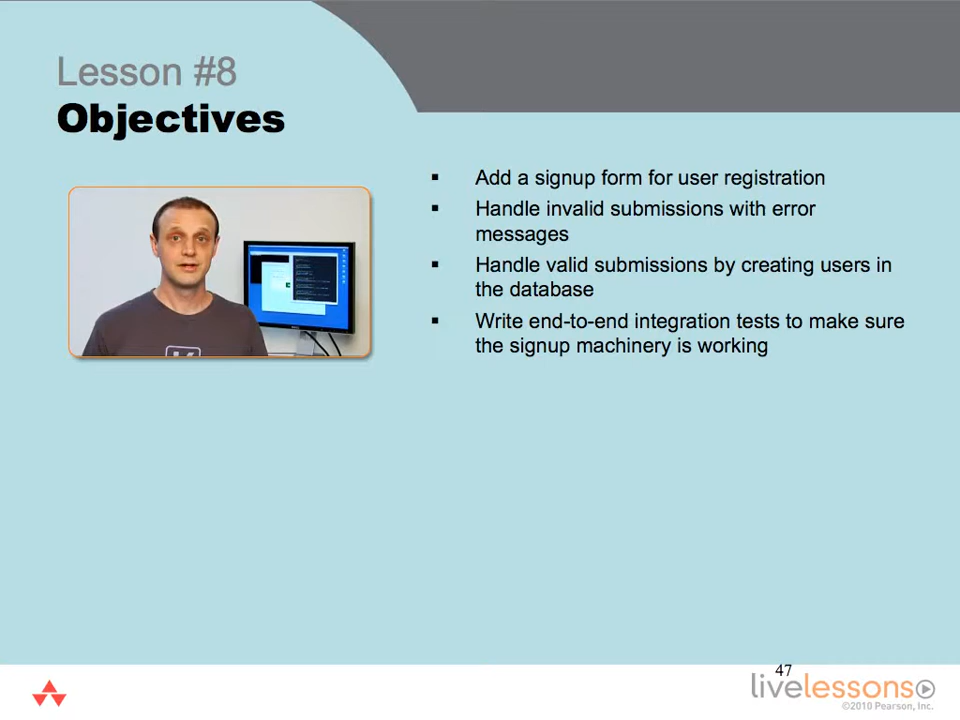 Lesson #8
Objectives
▪ Add a signup form for user registration
▪ Handle invalid submissions with error
messages
▪ Handle valid submissions by creating users in
the database
▪ Write end-to-end integration tests to make sure
the signup machinery is working
47
livelessons
©2010 Pearson, Inc.